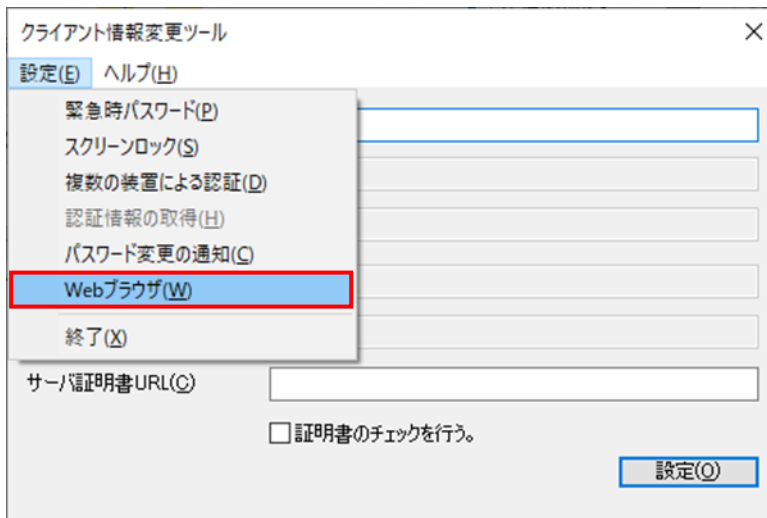 クライアント情報変更ツール
設定(E) ヘルプ(H)
緊急時パスワード(P)
スクリーンロック(S)
複数の装置による認証(D)
認証情報の取得(H)
パスワード変更の通知(C)
Webブラウザ(W)
終了(X)
サーバ証明書URL(C)
証明書のチェックを行う。
設定(O)